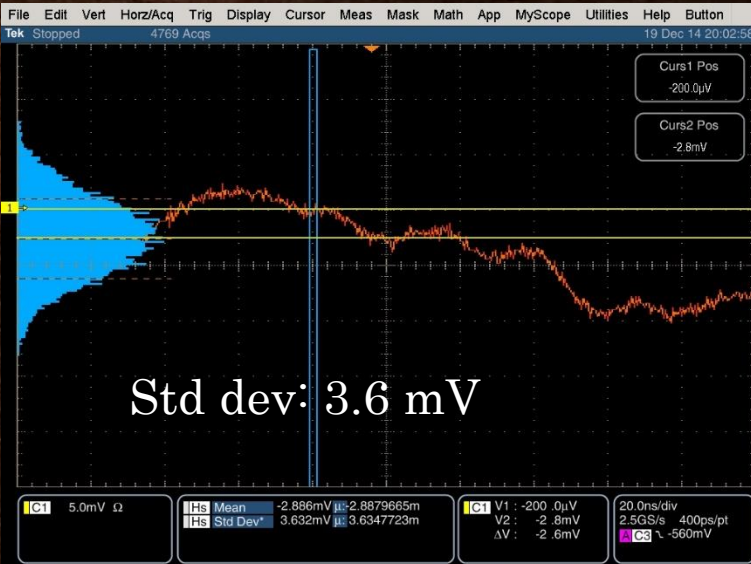 File Edit Vert Horz/Acq Trig Display Cursor Meas Mask Math App MyScope Utilities Help Button
Tek Stopped 4769 Acqs 19 Dec 14 20:02:58
Curs1 Pos
-200.0µV
Curs2 Pos
-2.8mV
1
Std dev: 3.6 mV
C1 5.0mV Ω
Hs Mean -2.886mV µ:-2.8879665m
Hs Std Dev* 3.632mV µ: 3.6347723m
C1 V1 : -200 .0µV
V2 : -2 .8mV
ΔV : -2 .6mV
20.0ns/div
2.5GS/s 400ps/pt
A C3 -560mV